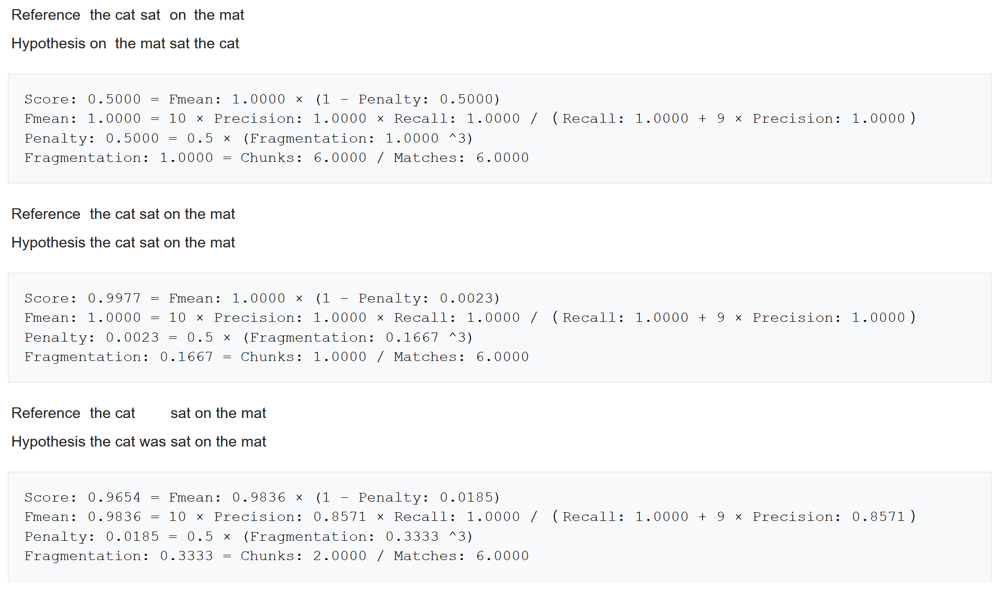 Reference the cat sat on the mat
Hypothesis on the mat sat the cat
Score: 0.5000 = Fmean: 1.0000 × (1 − Penalty: 0.5000)
Fmean: 1.0000 = 10 × Precision: 1.0000 × Recall: 1.0000 / (Recall: 1.0000 + 9 × Precision: 1.0000)
Penalty: 0.5000 = 0.5 × (Fragmentation: 1.0000 ^3)
Fragmentation: 1.0000 = Chunks: 6.0000 / Matches: 6.0000
Reference the cat sat on the mat
Hypothesis the cat sat on the mat
Score: 0.9977 = Fmean: 1.0000 × (1 − Penalty: 0.0023)
Fmean: 1.0000 = 10 × Precision: 1.0000 × Recall: 1.0000 / (Recall: 1.0000 + 9 × Precision: 1.0000)
Penalty: 0.0023 = 0.5 × (Fragmentation: 0.1667 ^3)
Fragmentation: 0.1667 = Chunks: 1.0000 / Matches: 6.0000
Reference the cat sat on the mat
Hypothesis the cat was sat on the mat
Score: 0.9654 = Fmean: 0.9836 × (1 − Penalty: 0.0185)
Fmean: 0.9836 = 10 × Precision: 0.8571 × Recall: 1.0000 / (Recall: 1.0000 + 9 × Precision: 0.8571)
Penalty: 0.0185 = 0.5 × (Fragmentation: 0.3333 ^3)
Fragmentation: 0.3333 = Chunks: 2.0000 / Matches: 6.0000